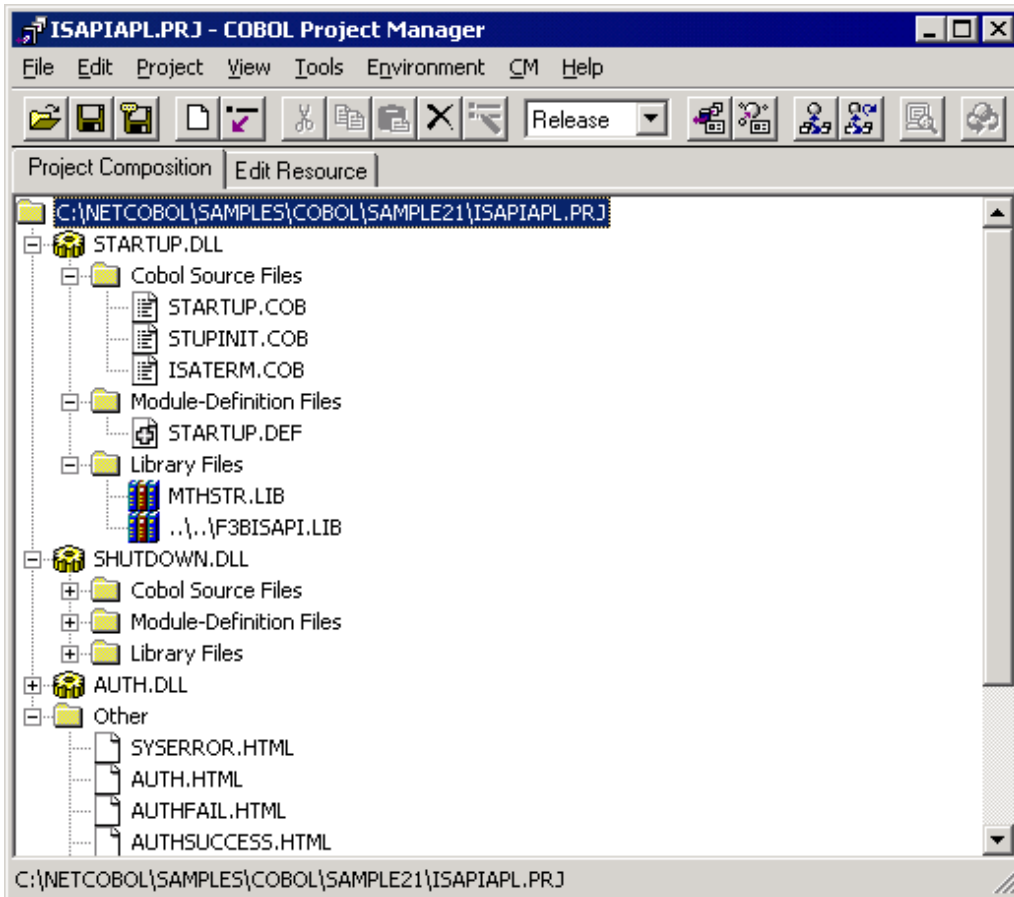 ISAPIAPL.PRJ - COBOL Project Manager
File Edit Project View Tools Environment CM Help
Release
Project Composition Edit Resource
C:\NETCOBOL\SAMPLES\COBOL\SAMPLE21\ISAPIAPL.PRJ
STARTUP.DLL
Cobol Source Files
STARTUP.COB
STUPINIT.COB
ISATERM.COB
Module-Definition Files
STARTUP.DEF
Library Files
MTHSTR.LIB
..\..\F3BISAPI.LIB
SHUTDOWN.DLL
Cobol Source Files
Module-Definition Files
Library Files
AUTH.DLL
Other
SYSERROR.HTML
AUTH.HTML
AUTHFAIL.HTML
AUTHSUCCESS.HTML
C:\NETCOBOL\SAMPLES\COBOL\SAMPLE21\ISAPIAPL.PRJ